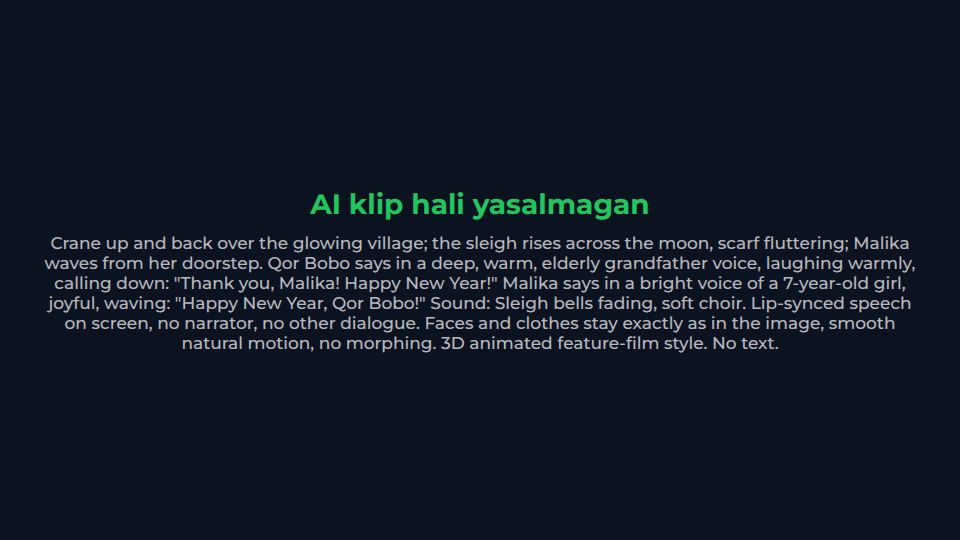 AI klip hali yasalmagan
Crane up and back over the glowing village; the sleigh rises across the moon, scarf fluttering; Malika
waves from her doorstep. Qor Bobo says in a deep, warm, elderly grandfather voice, laughing warmly,
calling down: "Thank you, Malika! Happy New Year!" Malika says in a bright voice of a 7-year-old girl,
joyful, waving: "Happy New Year, Qor Bobo!" Sound: Sleigh bells fading, soft choir. Lip-synced speech
on screen, no narrator, no other dialogue. Faces and clothes stay exactly as in the image, smooth
natural motion, no morphing. 3D animated feature-film style. No text.